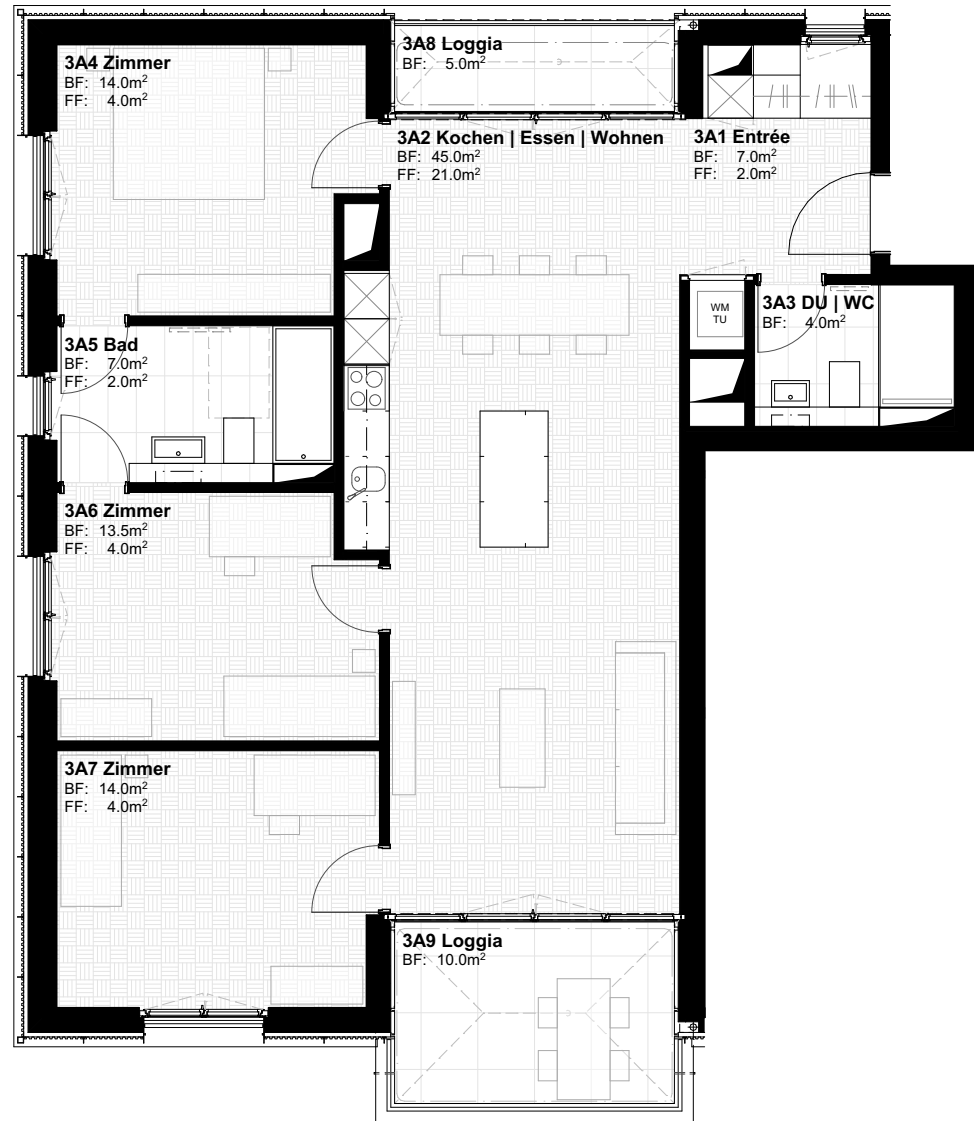 3A4 Zimmer
BF: 14.0m²
FF: 4.0m²
3A8 Loggia
BF: 5.0m²
3A2 Kochen | Essen | Wohnen
BF: 45.0m²
FF: 21.0m²
3A1 Entrée
BF: 7.0m²
FF: 2.0m²
WM
TU
3A3 DU | WC
BF: 4.0m²
3A5 Bad
BF: 7.0m²
FF: 2.0m²
3A6 Zimmer
BF: 13.5m²
FF: 4.0m²
3A7 Zimmer
BF: 14.0m²
FF: 4.0m²
3A9 Loggia
BF: 10.0m²